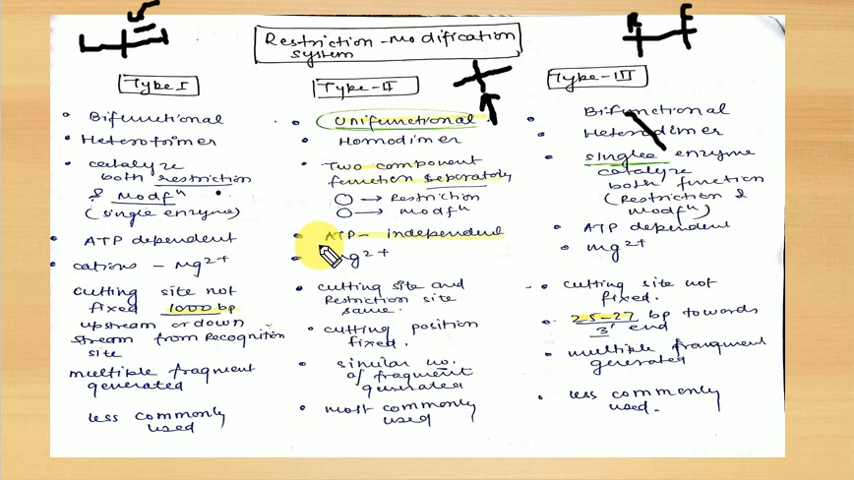 Restriction-Modification
system
R E
Type I
Bifunctional
Heterotrimer
catalyze
both restriction
& modfⁿ
(single enzyme)
ATP dependent
cations - Mg2+
Cutting site not
fixed 1000 bp
upstream or down
stream from Recognition
site
multiple fragment
generated
less commonly
used
Type-II
Unifunctional
Homodimer
Two component
function seperately
→ Restriction
→ modfⁿ
ATP- independent
g2+
cutting site and
Restriction site
same.
cutting position
fixed.
similar no.
of fragment
generated
most commonly
used
Type-III
Bifunctional
Heterodimer
single enzyme
catalyze
both function
(Restriction &
modfⁿ)
ATP dependent
mg2+
cutting site not
fixed.
25-27 bp towards
3' end
multiple fragment
generated
less commonly
used.